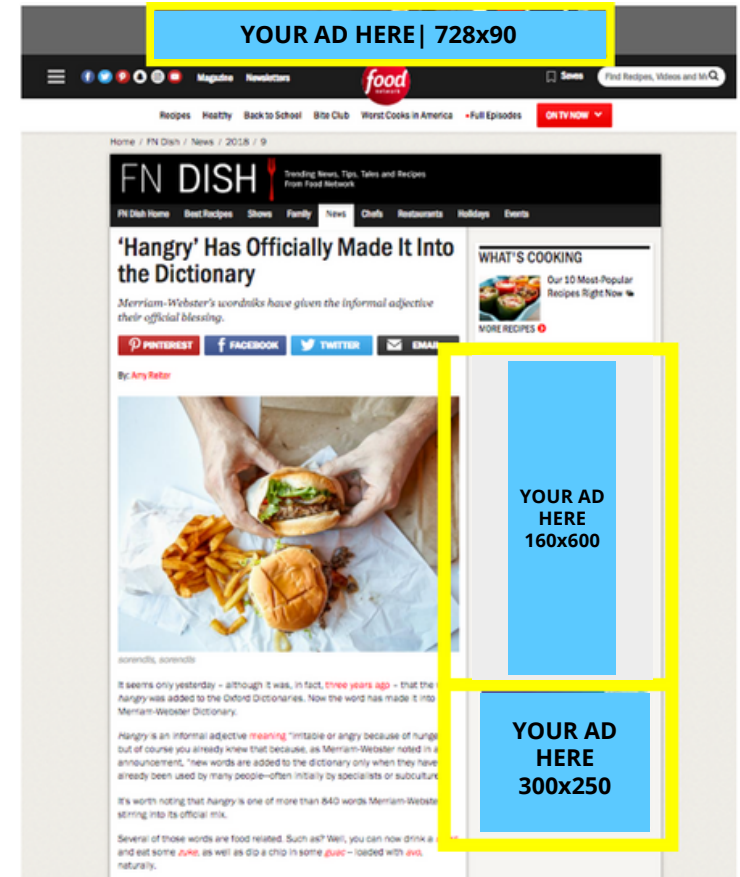 YOUR AD HERE| 728x90
Magazine Newsletters
food
network
Saves
Find Recipes, Videos and Mo
Recipes Healthy Back to School Bite Club Worst Cooks in America •Full Episodes ON TV NOW
Home / FN Dish / News / 2018 / 9
FN DISH
Trending News, Tips, Tales and Recipes
From Food Network
FN Dish Home Best Recipes Shows Family News Chefs Restaurants Holidays Events
‘Hangry’ Has Officially Made It Into
the Dictionary
Merriam-Webster's wordniks have given the informal adjective
their official blessing.
PINTEREST FACEBOOK TWITTER EMAIL
By: Amy Reiter
WHAT'S COOKING
Our 10 Most-Popular
Recipes Right Now
MORE RECIPES
YOUR AD
HERE
160x600
sorendls, sorendls
It seems only yesterday – although it was, in fact, three years ago – that the
hangry was added to the Oxford Dictionaries. Now the word has made it into
Merriam-Webster Dictionary.
Hangry is an informal adjective meaning "irritable or angry because of hunge
but of course you already knew that because, as Merriam-Webster noted in a
announcement, "new words are added to the dictionary only when they have
already been used by many people—often initially by specialists or subculture
It's worth noting that hangry is one of more than 840 words Merriam-Webste
stirring into its official mix.
Several of those words are food related. Such as? Well, you can now drink a
and eat some zuke, as well as dip a chip in some guac – loaded with avo,
naturally.
YOUR AD
HERE
300x250